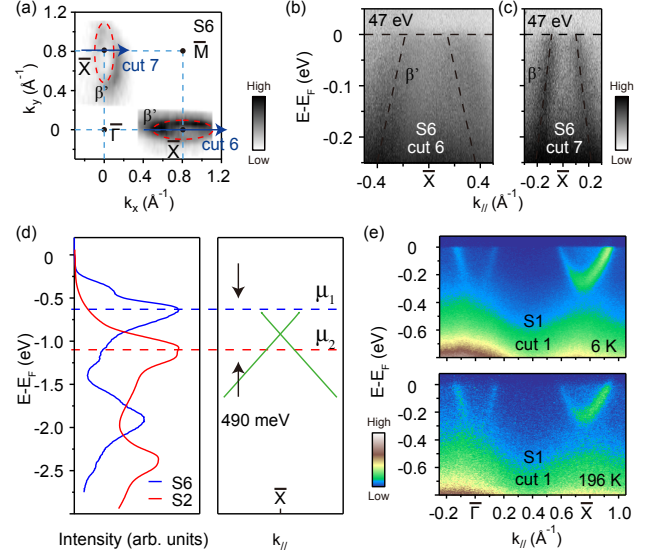 (a)
S6
1.2
0.8
0.4
0
k_y (Å⁻¹)
X̄
cut 7
M̄
β'
β'
Γ̄
X̄
cut 6
0
0.4
0.8
1.2
k_x (Å⁻¹)
High
Low
(b)
47 eV
0
-0.1
-0.2
E-E_F (eV)
β'
S6
cut 6
-0.4
X̄
0.4
(c)
47 eV
β'
S6
cut 7
-0.2
X̄
0.2
k_// (Å⁻¹)
High
Low
(d)
0
-0.5
-1.0
-1.5
-2.0
-2.5
E-E_F (eV)
S6
S2
Intensity (arb. units)
μ₁
μ₂
490 meV
X̄
k_//
(e)
0
-0.2
-0.4
-0.6
S1
cut 1
6 K
E-E_F (eV)
0
-0.2
-0.4
-0.6
S1
cut 1
196 K
High
Low
-0.2
Γ̄
0.2
0.4
0.6
X̄
1.0
k_// (Å⁻¹)